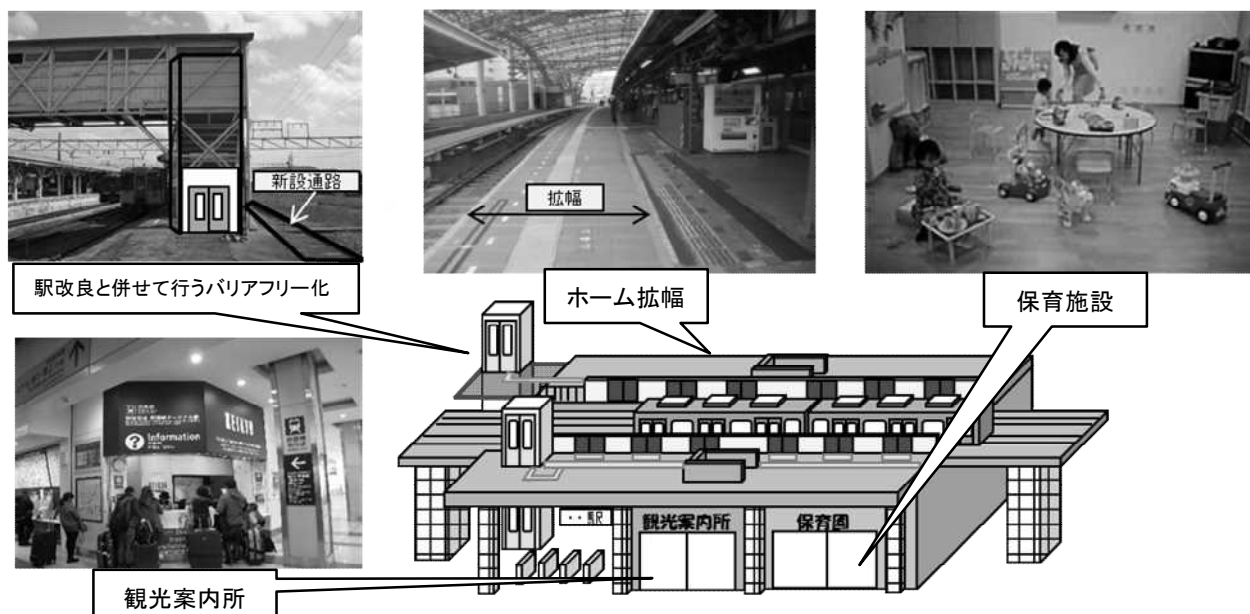 新設通路
拡幅
駅改良と併せて行うバリアフリー化
ホーム拡幅
保育施設
Information
KEIKYU
・・駅
観光案内所
保育園
観光案内所